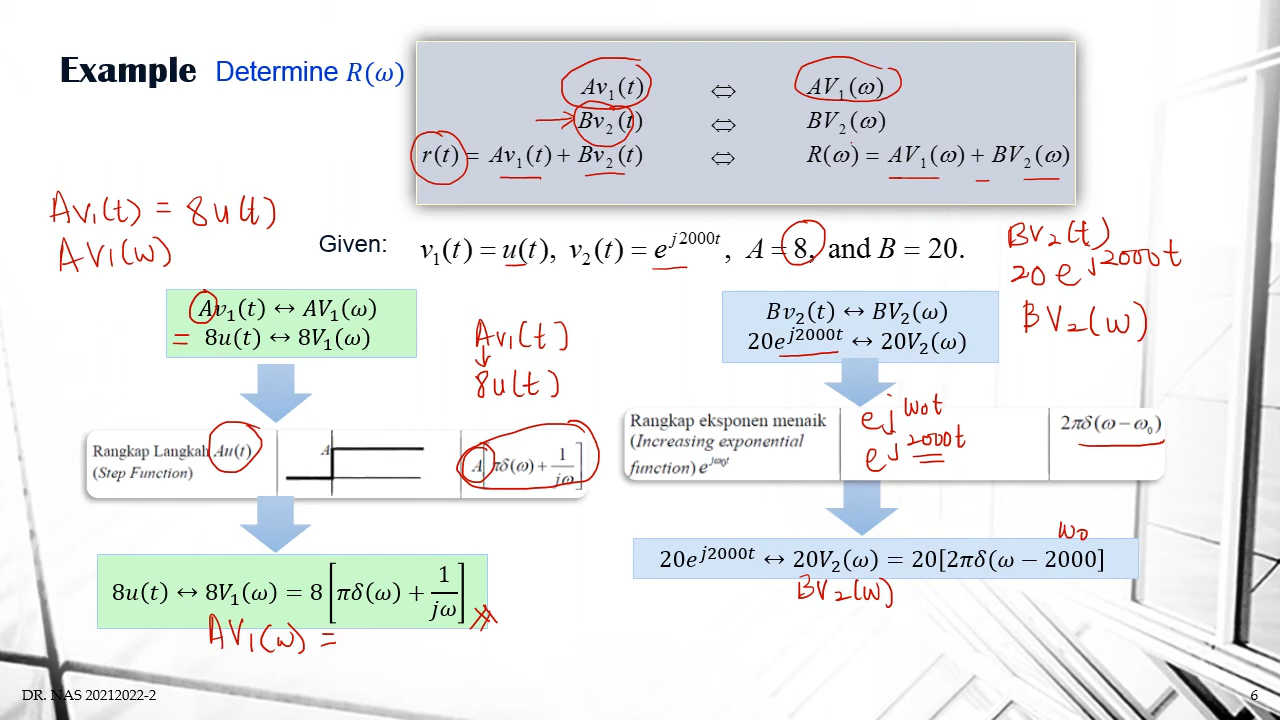 Example Determine R(ω)
Av₁(t) ⇔ AV₁(ω)
Bv₂(t) ⇔ BV₂(ω)
r(t) = Av₁(t) + Bv₂(t) ⇔ R(ω) = AV₁(ω) + BV₂(ω)
Av₁(t) = 8u(t)
AV₁(ω)
Given: v₁(t) = u(t), v₂(t) = e^{j2000t}, A = 8, and B = 20.
BV₂(t)
20 e^{j2000t}
BV₂(ω)
Av₁(t) ↔ AV₁(ω)
= 8u(t) ↔ 8V₁(ω)
Av₁(t)
↓
8u(t)
Bv₂(t) ↔ BV₂(ω)
20e^{j2000t} ↔ 20V₂(ω)
Rangkap Langkah Au(t)
(Step Function)
A
A[πδ(ω) + 1/jω]
Rangkap eksponen menaik
(Increasing exponential
function) e^{jω₀t}
e^{jω₀t}
e^{j2000t}
2πδ(ω − ω₀)
8u(t) ↔ 8V₁(ω) = 8[πδ(ω) + 1/jω]
AV₁(ω) =
ω₀
20e^{j2000t} ↔ 20V₂(ω) = 20[2πδ(ω − 2000]
BV₂(ω)
DR. NAS 20212022-2
6